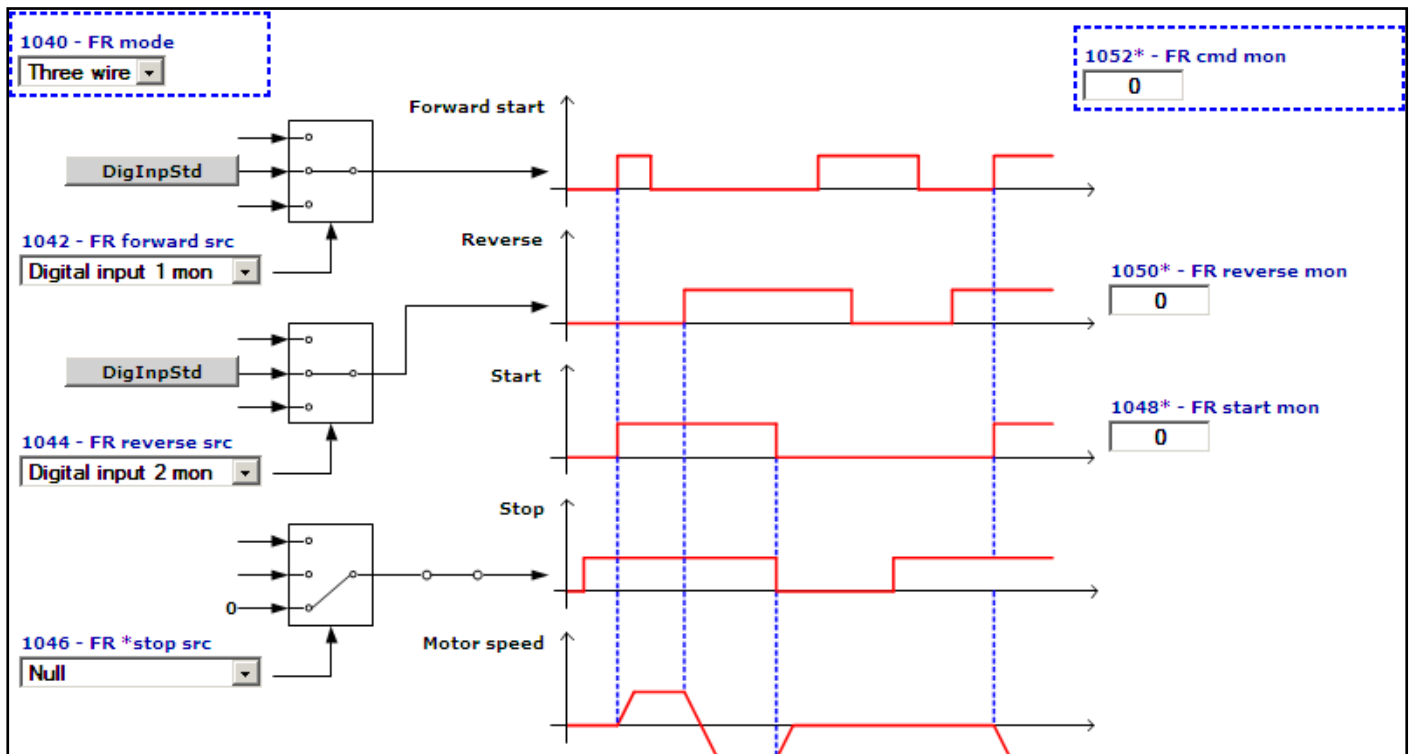 1040 - FR mode
Three wire
1052* - FR cmd mon
0
Forward start
DigInpStd
1042 - FR forward src
Digital input 1 mon
Reverse
1050* - FR reverse mon
0
DigInpStd
Start
1048* - FR start mon
0
1044 - FR reverse src
Digital input 2 mon
Stop
0
1046 - FR *stop src
Null
Motor speed